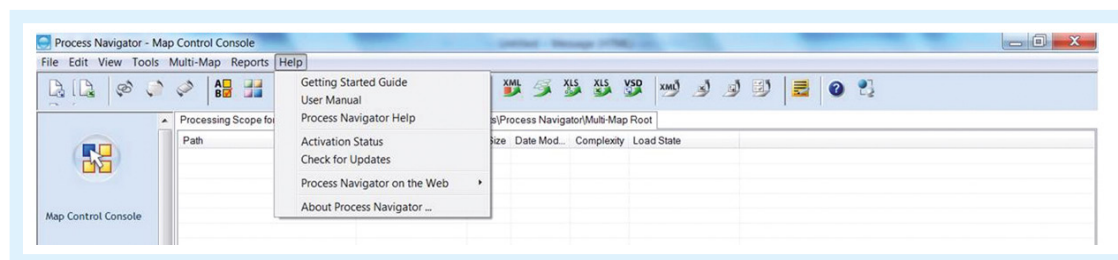 Process Navigator - Map Control Console
File Edit View Tools Multi-Map Reports Help
Getting Started Guide
User Manual
Process Navigator Help
Activation Status
Check for Updates
Process Navigator on the Web
About Process Navigator ...
A B
B B
XML XLS XLS VSD XML
Processing Scope for
s\Process Navigator\Multi-Map Root
Path Size Date Mod... Complexity Load State
Map Control Console